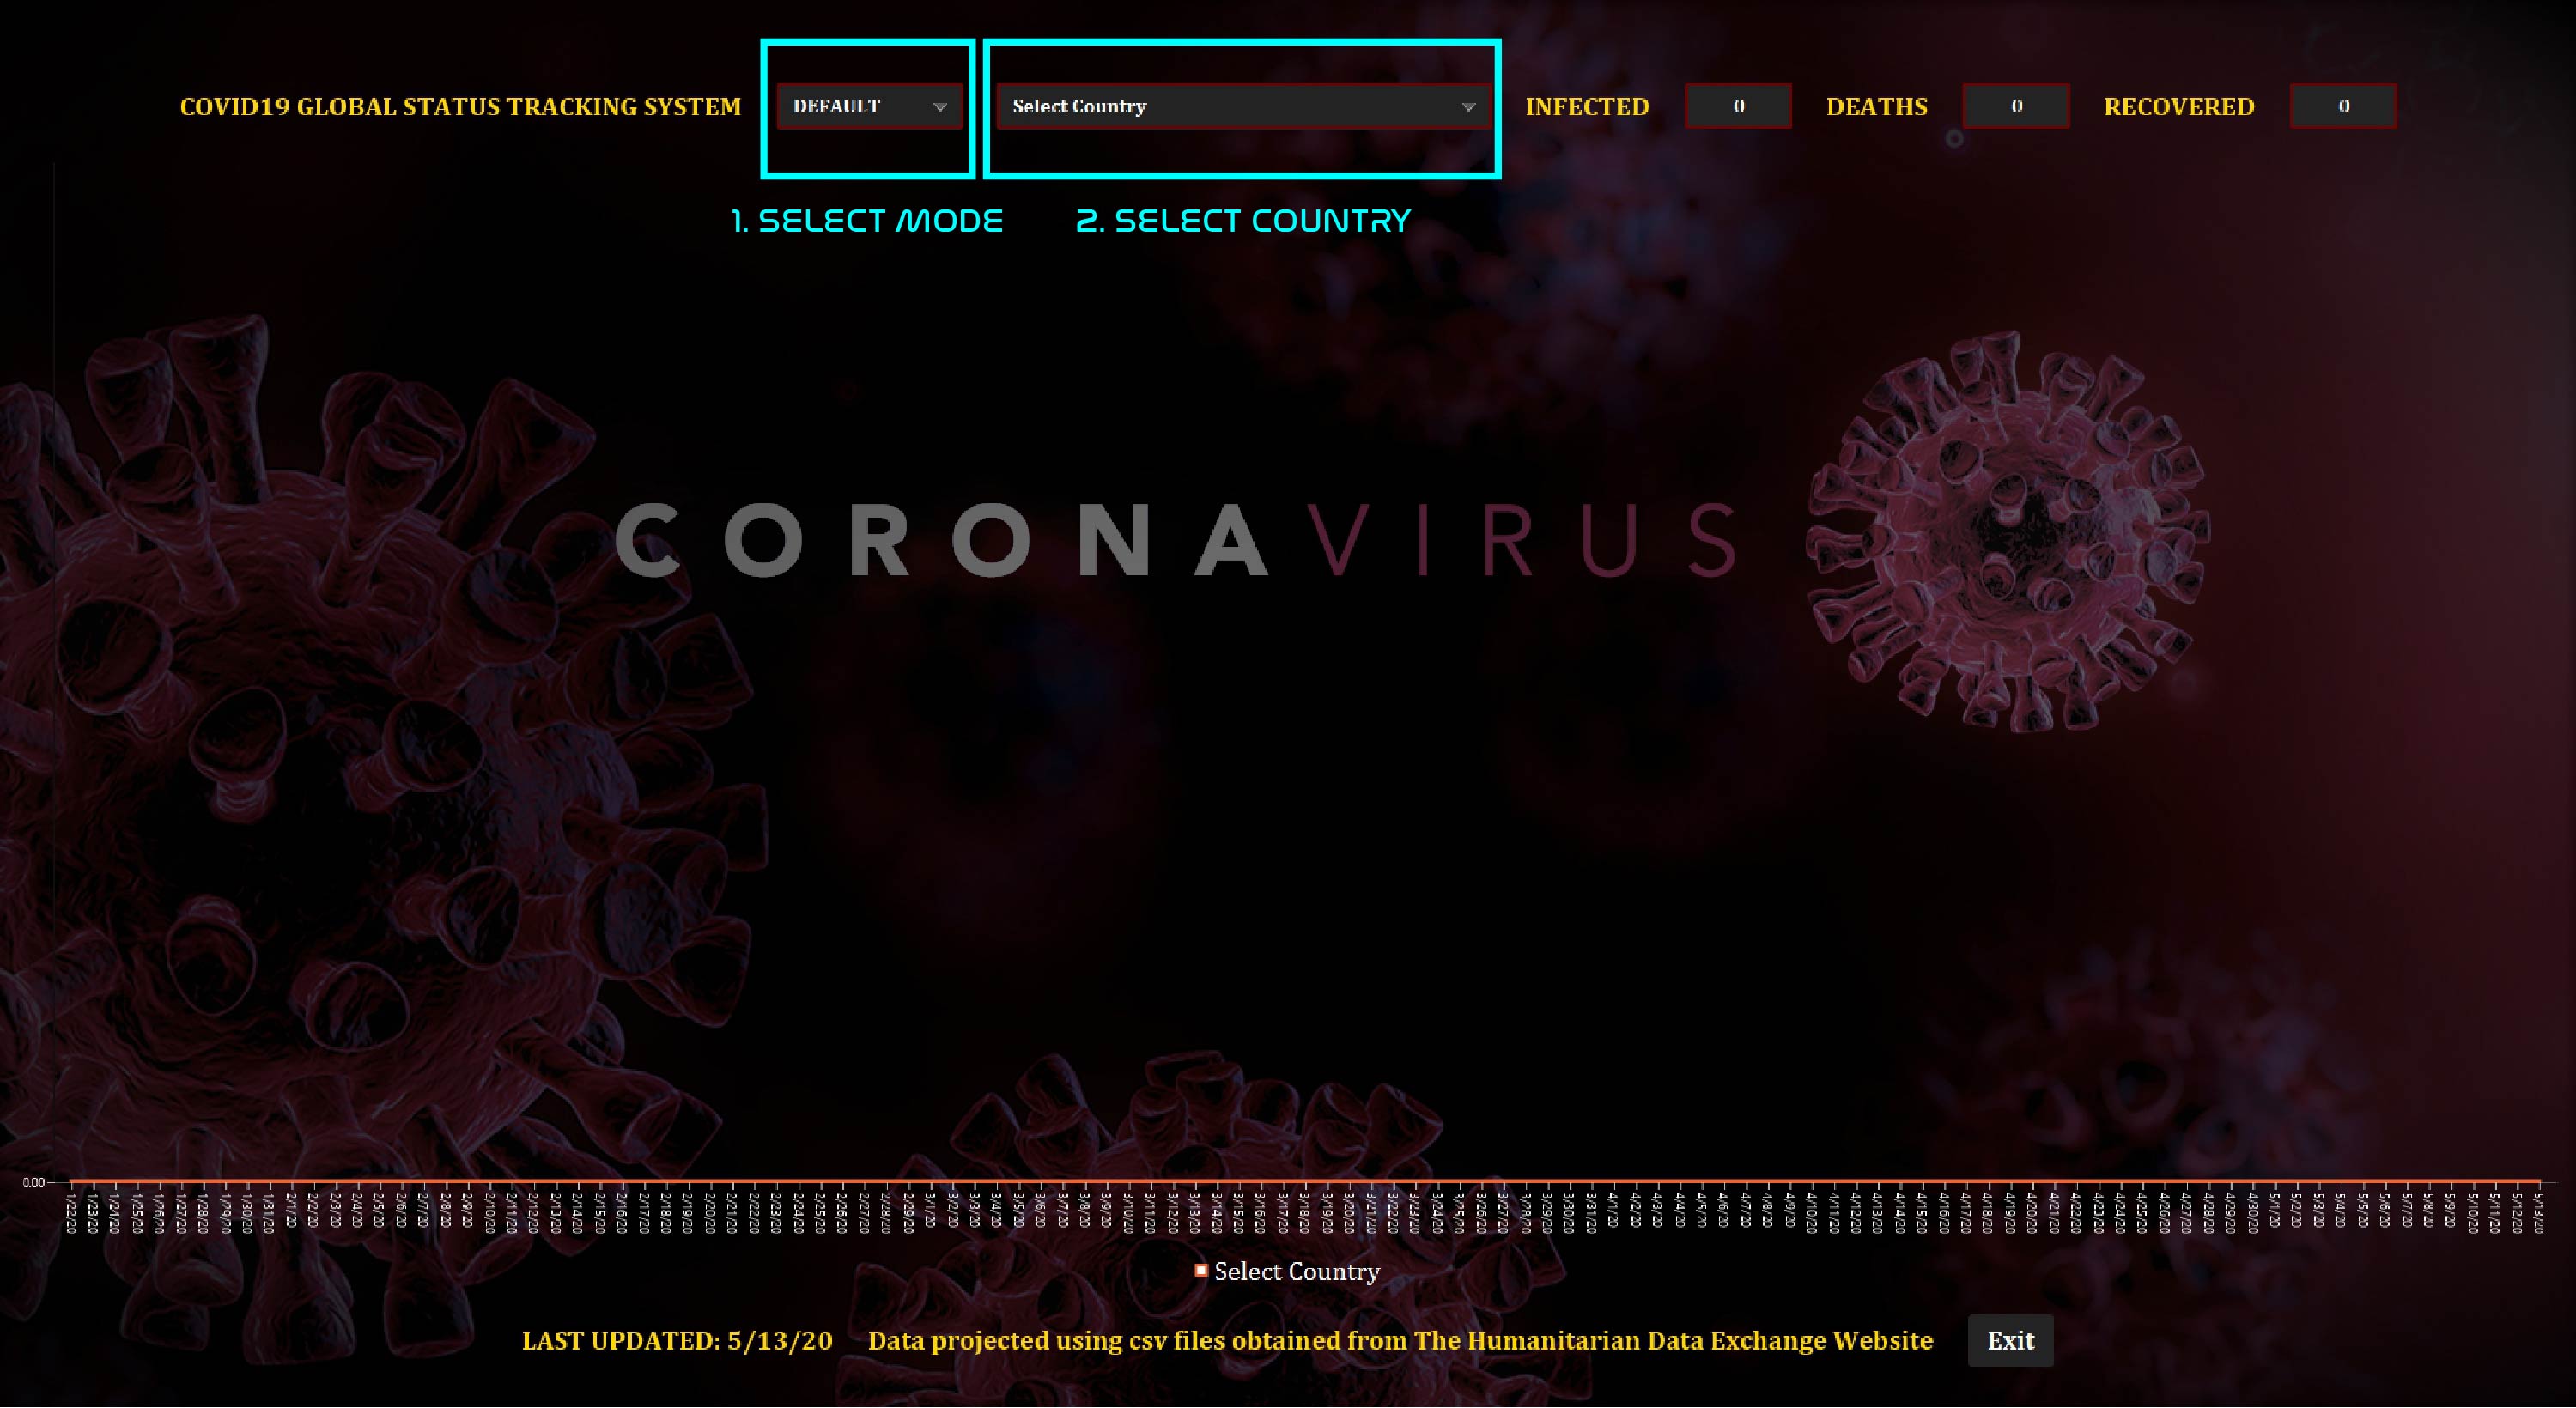 COVID19 GLOBAL STATUS TRACKING SYSTEM DEFAULT Select Country INFECTED 0 DEATHS 0 RECOVERED 0
1. SELECT MODE 2. SELECT COUNTRY
CORONAVIRUS
0.00
1/22/20 1/23/20 1/24/20 1/25/20 1/26/20 1/27/20 1/28/20 1/29/20 1/30/20 1/31/20 2/1/20 2/2/20 2/3/20 2/4/20 2/5/20 2/6/20 2/7/20 2/8/20 2/9/20 2/10/20 2/11/20 2/12/20 2/13/20 2/14/20 2/15/20 2/16/20 2/17/20 2/18/20 2/19/20 2/20/20 2/21/20 2/22/20 2/23/20 2/24/20 2/25/20 2/26/20 2/27/20 2/28/20 2/29/20 3/1/20 3/2/20 3/3/20 3/4/20 3/5/20 3/6/20 3/7/20 3/8/20 3/9/20 3/10/20 3/11/20 3/12/20 3/13/20 3/14/20 3/15/20 3/16/20 3/17/20 3/18/20 3/19/20 3/20/20 3/21/20 3/22/20 3/23/20 3/24/20 3/25/20 3/26/20 3/27/20 3/28/20 3/29/20 3/30/20 3/31/20 4/1/20 4/2/20 4/3/20 4/4/20 4/5/20 4/6/20 4/7/20 4/8/20 4/9/20 4/10/20 4/11/20 4/12/20 4/13/20 4/14/20 4/15/20 4/16/20 4/17/20 4/18/20 4/19/20 4/20/20 4/21/20 4/22/20 4/23/20 4/24/20 4/25/20 4/26/20 4/27/20 4/28/20 4/29/20 4/30/20 5/1/20 5/2/20 5/3/20 5/4/20 5/5/20 5/6/20 5/7/20 5/8/20 5/9/20 5/10/20 5/11/20 5/12/20 5/13/20
Select Country
LAST UPDATED: 5/13/20 Data projected using csv files obtained from The Humanitarian Data Exchange Website Exit